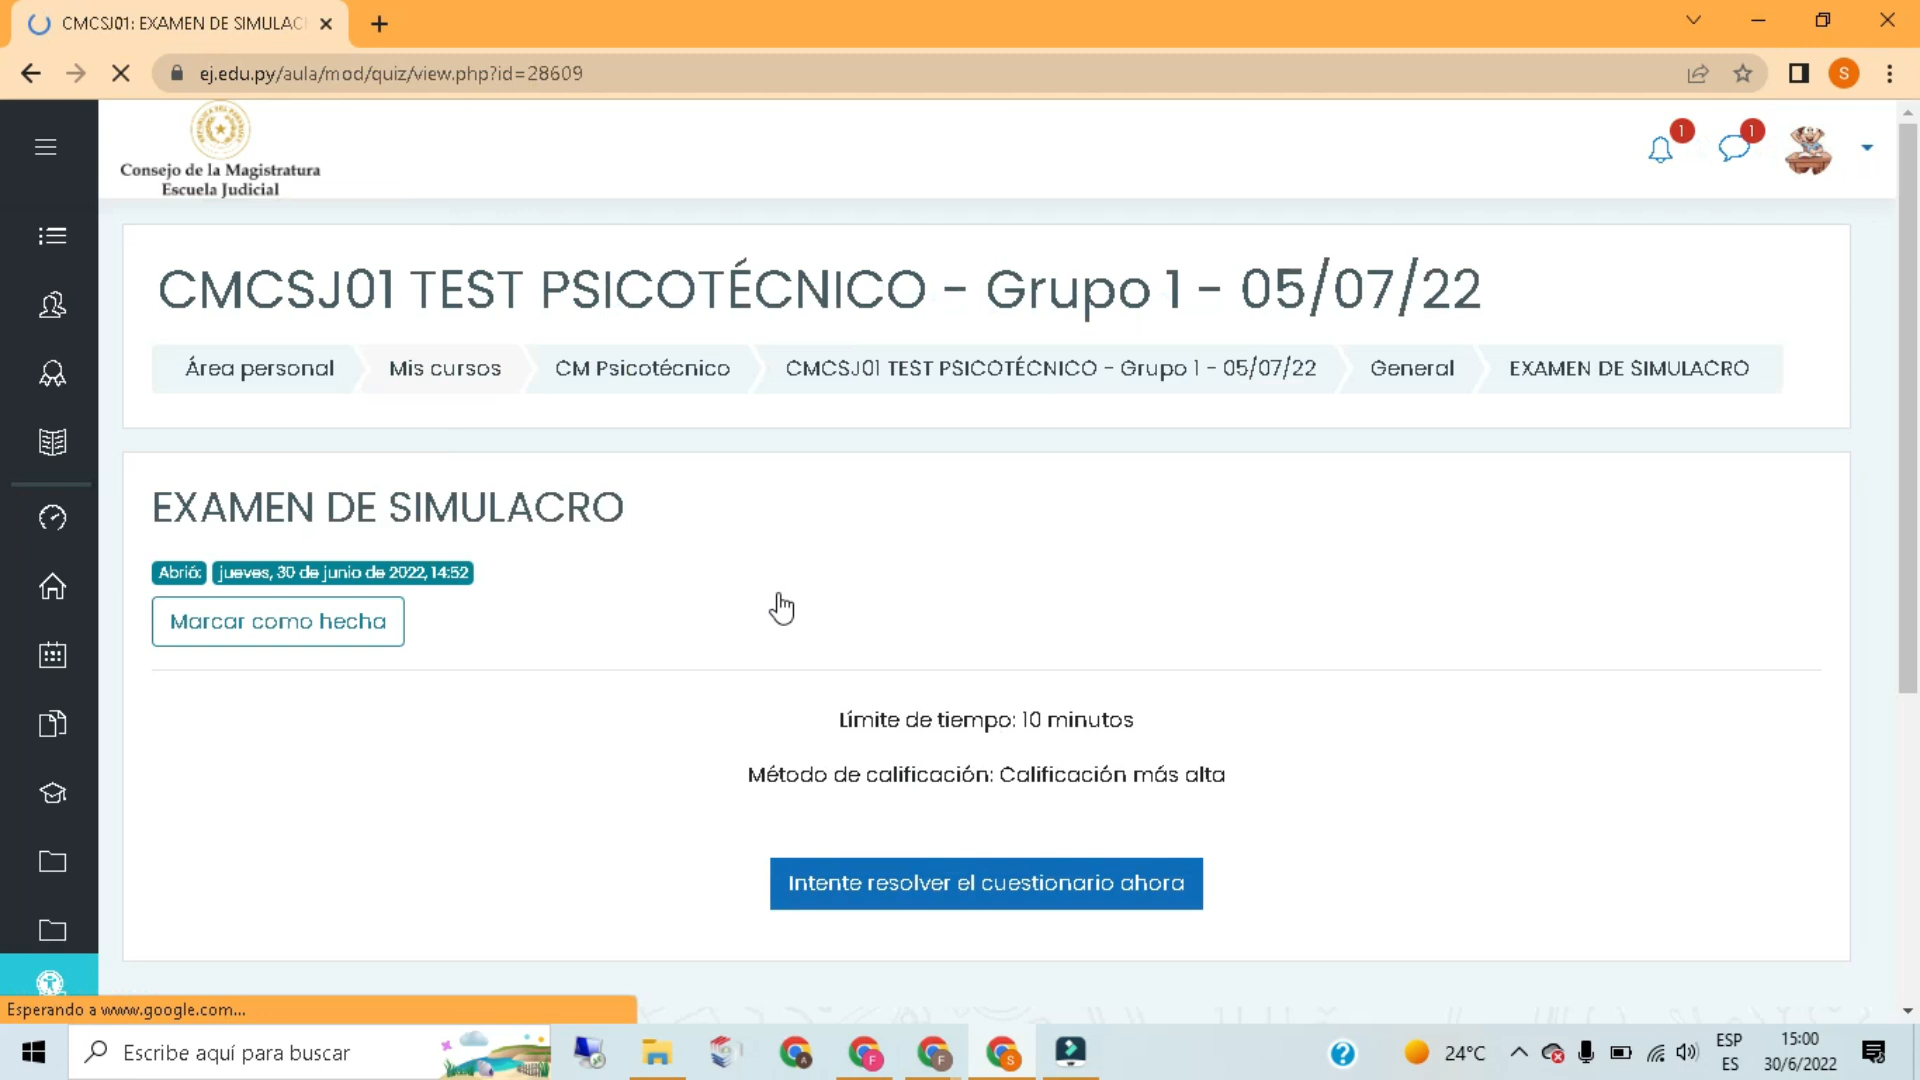 CMCSJ01: EXAMEN DE SIMULAC
ej.edu.py/aula/mod/quiz/view.php?id=28609
S
Consejo de la Magistratura
Escuela Judicial
1
1
CMCSJ01 TEST PSICOTÉCNICO - Grupo 1 - 05/07/22
Área personal
Mis cursos
CM Psicotécnico
CMCSJ01 TEST PSICOTÉCNICO - Grupo 1 - 05/07/22
General
EXAMEN DE SIMULACRO
EXAMEN DE SIMULACRO
Abrió: jueves, 30 de junio de 2022, 14:52
Marcar como hecha
Límite de tiempo: 10 minutos
Método de calificación: Calificación más alta
Intente resolver el cuestionario ahora
Esperando a www.google.com...
Escribe aquí para buscar
A
F
F
S
24°C
ESP
ES
15:00
30/6/2022